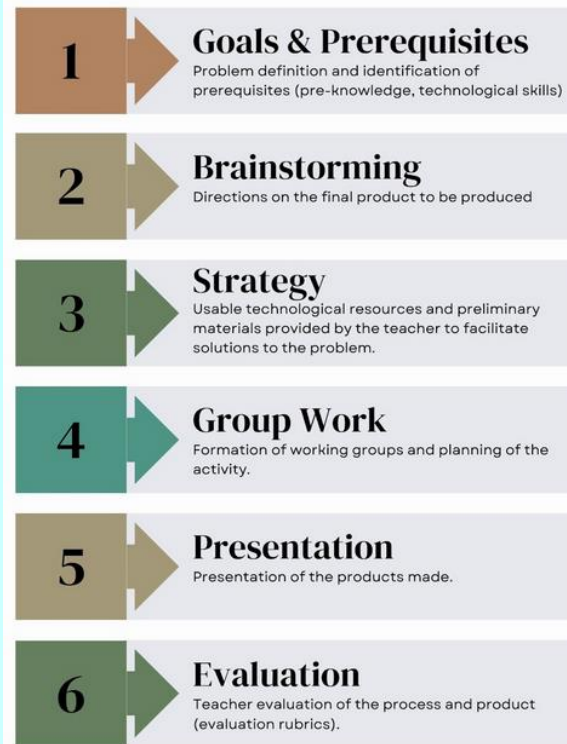 1
Goals & Prerequisites
Problem definition and identification of
prerequisites (pre-knowledge, technological skills)
2
Brainstorming
Directions on the final product to be produced
3
Strategy
Usable technological resources and preliminary
materials provided by the teacher to facilitate
solutions to the problem.
4
Group Work
Formation of working groups and planning of the
activity.
5
Presentation
Presentation of the products made.
6
Evaluation
Teacher evaluation of the process and product
(evaluation rubrics).